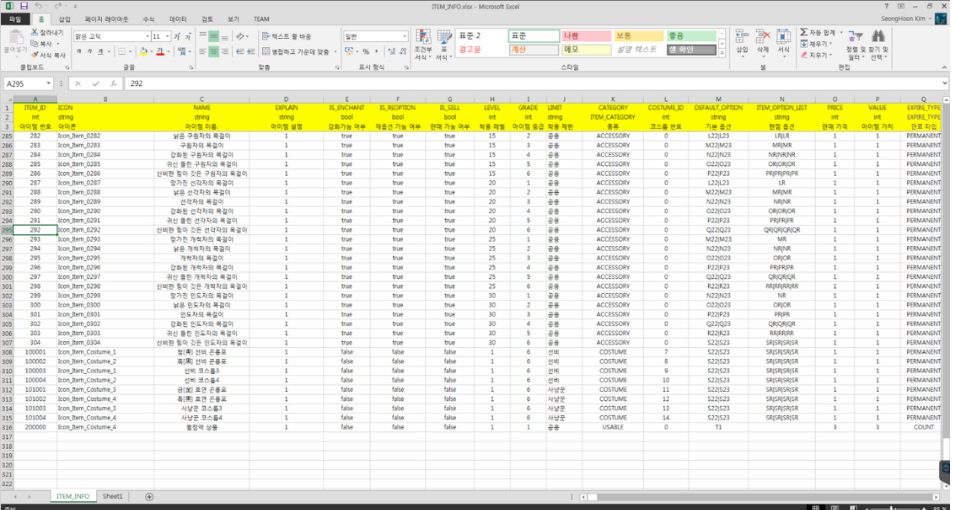 ITEM_INFO.xlsx - Microsoft Excel
파일 홈 삽입 페이지 레이아웃 수식 데이터 검토 보기 TEAM
SeongHoon Kim
잘라내기 맑은 고딕 11 텍스트 줄 바꿈 일반 표준 2 표준 나쁨 보통 좋음 자동 합계
복사 병합하고 가운데 맞춤 경고문 계산 메모 설명 텍스트 셀 확인 채우기
붙여넣기 서식 복사 조건부 서식 표 서식 삽입 삭제 서식 지우기 정렬 및 필터 찾기 및 선택
클립보드 글꼴 맞춤 표시 형식 스타일 셀 편집
A295 292
A B C D E F G H I J K L M N O P Q
1 ITEM_ID ICON NAME EXPLAIN IS_ENCHANT IS_REOPTION IS_SELL LEVEL GRADE LIMIT CATEGORY COSTUME_ID DEFAULT_OPTION ITEM_OPTION_LIST PRICE VALUE EXPIRE_TYPE
2 int string string string bool bool bool int int string ITEM_CATEGORY int string string int int
3 아이템 번호 아이콘 아이템 이름 아이템 설명 강화가능 여부 재옵션 가능 여부 판매 가능 여부 착용 레벨 아이템 등급 착용 제한 종류 코스튬 번호 기본 옵션 랜덤 옵션 판매 가격 아이템 가치 만료 타입
285 282 Icon_Item_0282 낡은 구원자의 목걸이 1 true true true 15 2 공용 ACCESSORY 0 L22|L23 LR|LR 1 1 PERMANENT
286 283 Icon_Item_0283 구원자의 목걸이 1 true true true 15 3 공용 ACCESSORY 0 M22|M23 MR|MR 1 1 PERMANENT
287 284 Icon_Item_0284 강화된 구원자의 목걸이 1 true true true 15 4 공용 ACCESSORY 0 N22|N23 NR|NR|NR 1 1 PERMANENT
288 285 Icon_Item_0285 귀신 들린 구원자의 목걸이 1 true true true 15 5 공용 ACCESSORY 0 O22|O23 OR|OR|OR 1 1 PERMANENT
289 286 Icon_Item_0286 신비한 힘이 깃든 구원자의 목걸이 1 true true true 15 6 공용 ACCESSORY 0 P22|P23 PR|PR|PR|PR 1 1 PERMANENT
290 287 Icon_Item_0287 망가진 선각자의 목걸이 1 true true true 20 1 공용 ACCESSORY 0 L22|L23 LR 1 1 PERMANENT
291 288 Icon_Item_0288 낡은 선각자의 목걸이 1 true true true 20 2 공용 ACCESSORY 0 M22|M23 MR|MR 1 1 PERMANENT
292 289 Icon_Item_0289 선각자의 목걸이 1 true true true 20 3 공용 ACCESSORY 0 N22|N23 NR|NR 1 1 PERMANENT
293 290 Icon_Item_0290 강화된 선각자의 목걸이 1 true true true 20 4 공용 ACCESSORY 0 O22|O23 OR|OR|OR 1 1 PERMANENT
294 291 Icon_Item_0291 귀신 들린 선각자의 목걸이 1 true true true 20 5 공용 ACCESSORY 0 P22|P23 PR|PR|PR 1 1 PERMANENT
295 292 Icon_Item_0292 신비한 힘이 깃든 선각자의 목걸이 1 true true true 20 6 공용 ACCESSORY 0 Q22|Q23 QR|QR|QR|QR 1 1 PERMANENT
296 293 Icon_Item_0293 망가진 개척자의 목걸이 1 true true true 25 1 공용 ACCESSORY 0 M22|M23 MR 1 1 PERMANENT
297 294 Icon_Item_0294 낡은 개척자의 목걸이 1 true true true 25 2 공용 ACCESSORY 0 N22|N23 NR|NR 1 1 PERMANENT
298 295 Icon_Item_0295 개척자의 목걸이 1 true true true 25 3 공용 ACCESSORY 0 O22|O23 OR|OR 1 1 PERMANENT
299 296 Icon_Item_0296 강화된 개척자의 목걸이 1 true true true 25 4 공용 ACCESSORY 0 P22|P23 PR|PR|PR 1 1 PERMANENT
300 297 Icon_Item_0297 귀신 들린 개척자의 목걸이 1 true true true 25 5 공용 ACCESSORY 0 Q22|Q23 QR|QR|QR 1 1 PERMANENT
301 298 Icon_Item_0298 신비한 힘이 깃든 개척자의 목걸이 1 true true true 25 6 공용 ACCESSORY 0 R22|R23 RR|RR|RR|RR 1 1 PERMANENT
302 299 Icon_Item_0299 망가진 인도자의 목걸이 1 true true true 30 1 공용 ACCESSORY 0 N22|N23 NR 1 1 PERMANENT
303 300 Icon_Item_0300 낡은 인도자의 목걸이 1 true true true 30 2 공용 ACCESSORY 0 O22|O23 OR|OR 1 1 PERMANENT
304 301 Icon_Item_0301 인도자의 목걸이 1 true true true 30 3 공용 ACCESSORY 0 P22|P23 PR|PR 1 1 PERMANENT
305 302 Icon_Item_0302 강화된 인도자의 목걸이 1 true true true 30 4 공용 ACCESSORY 0 Q22|Q23 QR|QR|QR 1 1 PERMANENT
306 303 Icon_Item_0303 귀신 들린 인도자의 목걸이 1 true true true 30 5 공용 ACCESSORY 0 R22|R23 RR|RR|RR 1 1 PERMANENT
307 304 Icon_Item_0304 신비한 힘이 깃든 인도자의 목걸이 1 true true true 30 6 공용 ACCESSORY 0 S22|S23 SR|SR|SR|SR 1 1 PERMANENT
308 100001 Icon_Item_Costume_1 선비 곤룡포 1 false false false 1 6 선비 COSTUME 7 S22|S23 SR|SR|SR|SR 1 1 PERMANENT
309 100002 Icon_Item_Costume_2 선비 곤룡포 1 false false false 1 6 선비 COSTUME 8 S22|S23 SR|SR|SR|SR 1 1 PERMANENT
310 100003 Icon_Item_Costume_1 선비 코스튬3 1 false false false 1 6 선비 COSTUME 9 S22|S23 SR|SR|SR|SR 1 1 PERMANENT
311 100004 Icon_Item_Costume_2 선비 코스튬4 1 false false false 1 6 선비 COSTUME 10 S22|S23 SR|SR|SR|SR 1 1 PERMANENT
312 101001 Icon_Item_Costume_3 곤룡포 1 false false false 1 6 사냥꾼 COSTUME 11 S22|S23 SR|SR|SR|SR 1 1 PERMANENT
313 101002 Icon_Item_Costume_4 곤룡포 1 false false false 1 6 사냥꾼 COSTUME 12 S22|S23 SR|SR|SR|SR 1 1 PERMANENT
314 101003 Icon_Item_Costume_3 사냥꾼 코스튬3 1 false false false 1 6 사냥꾼 COSTUME 13 S22|S23 SR|SR|SR|SR 1 1 PERMANENT
315 101004 Icon_Item_Costume_4 사냥꾼 코스튬4 1 false false false 1 6 사냥꾼 COSTUME 14 S22|S23 SR|SR|SR|SR 1 1 PERMANENT
316 200000 Icon_Item_Costume_4 월정액 상품 1 false false false 1 1 공용 USABLE 0 T1 3 3 COUNT
317
318
319
320
321
322
ITEM_INFO Sheet1
준비 85 %